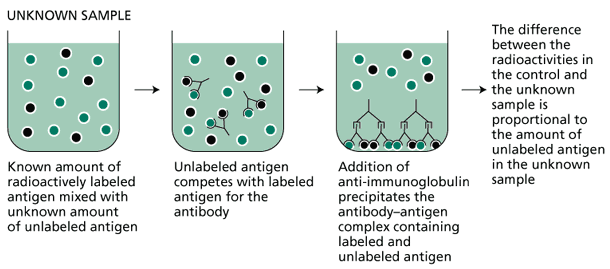 UNKNOWN SAMPLE
Known amount of
radioactively labeled
antigen mixed with
unknown amount
of unlabeled antigen
Unlabeled antigen
competes with labeled
antigen for the
antibody
Addition of
anti-immunoglobulin
precipitates the
antibody–antigen
complex containing
labeled and
unlabeled antigen
The difference
between the
radioactivities in
the control and
the unknown
sample is
proportional to
the amount of
unlabeled antigen
in the unknown
sample